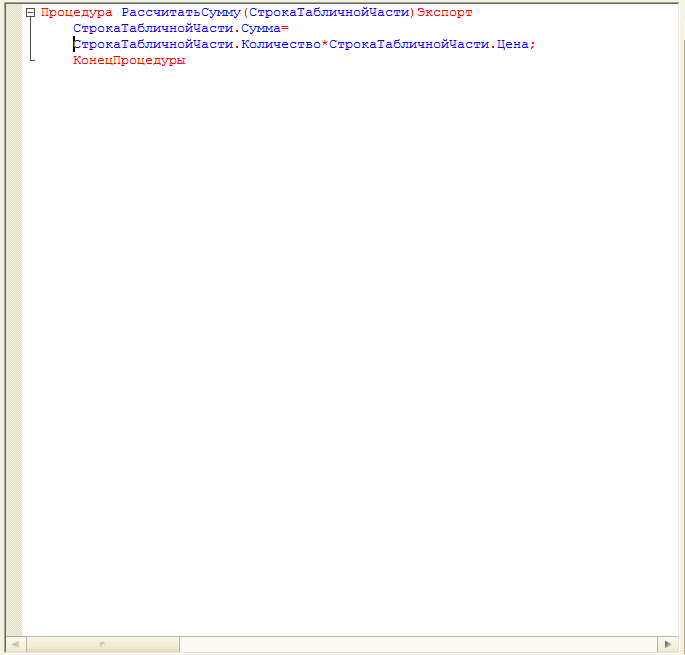 Процедура РассчитатьСумму(СтрокаТабличнойЧасти)Экспорт
СтрокаТабличнойЧасти.Сумма=
СтрокаТабличнойЧасти.Количество*СтрокаТабличнойЧасти.Цена;
КонецПроцедуры